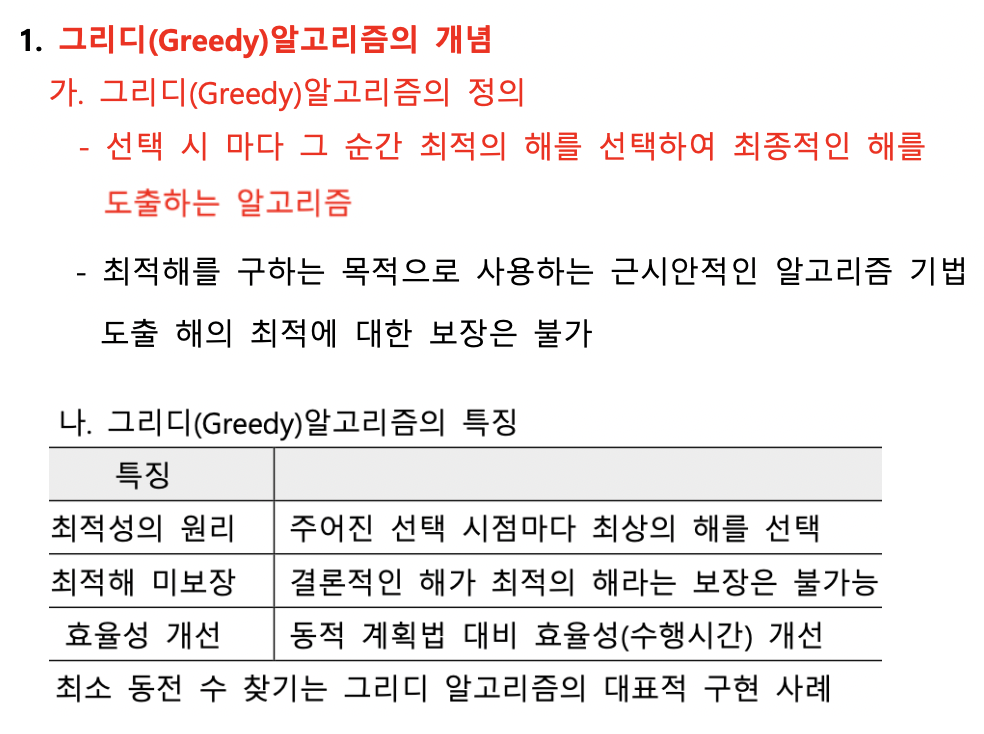 1. 그리디(Greedy)알고리즘의 개념
가. 그리디(Greedy)알고리즘의 정의
- 선택 시 마다 그 순간 최적의 해를 선택하여 최종적인 해를
도출하는 알고리즘
- 최적해를 구하는 목적으로 사용하는 근시안적인 알고리즘 기법
도출 해의 최적에 대한 보장은 불가
나. 그리디(Greedy)알고리즘의 특징
특징
최적성의 원리 주어진 선택 시점마다 최상의 해를 선택
최적해 미보장 결론적인 해가 최적의 해라는 보장은 불가능
효율성 개선 동적 계획법 대비 효율성(수행시간) 개선
최소 동전 수 찾기는 그리디 알고리즘의 대표적 구현 사례